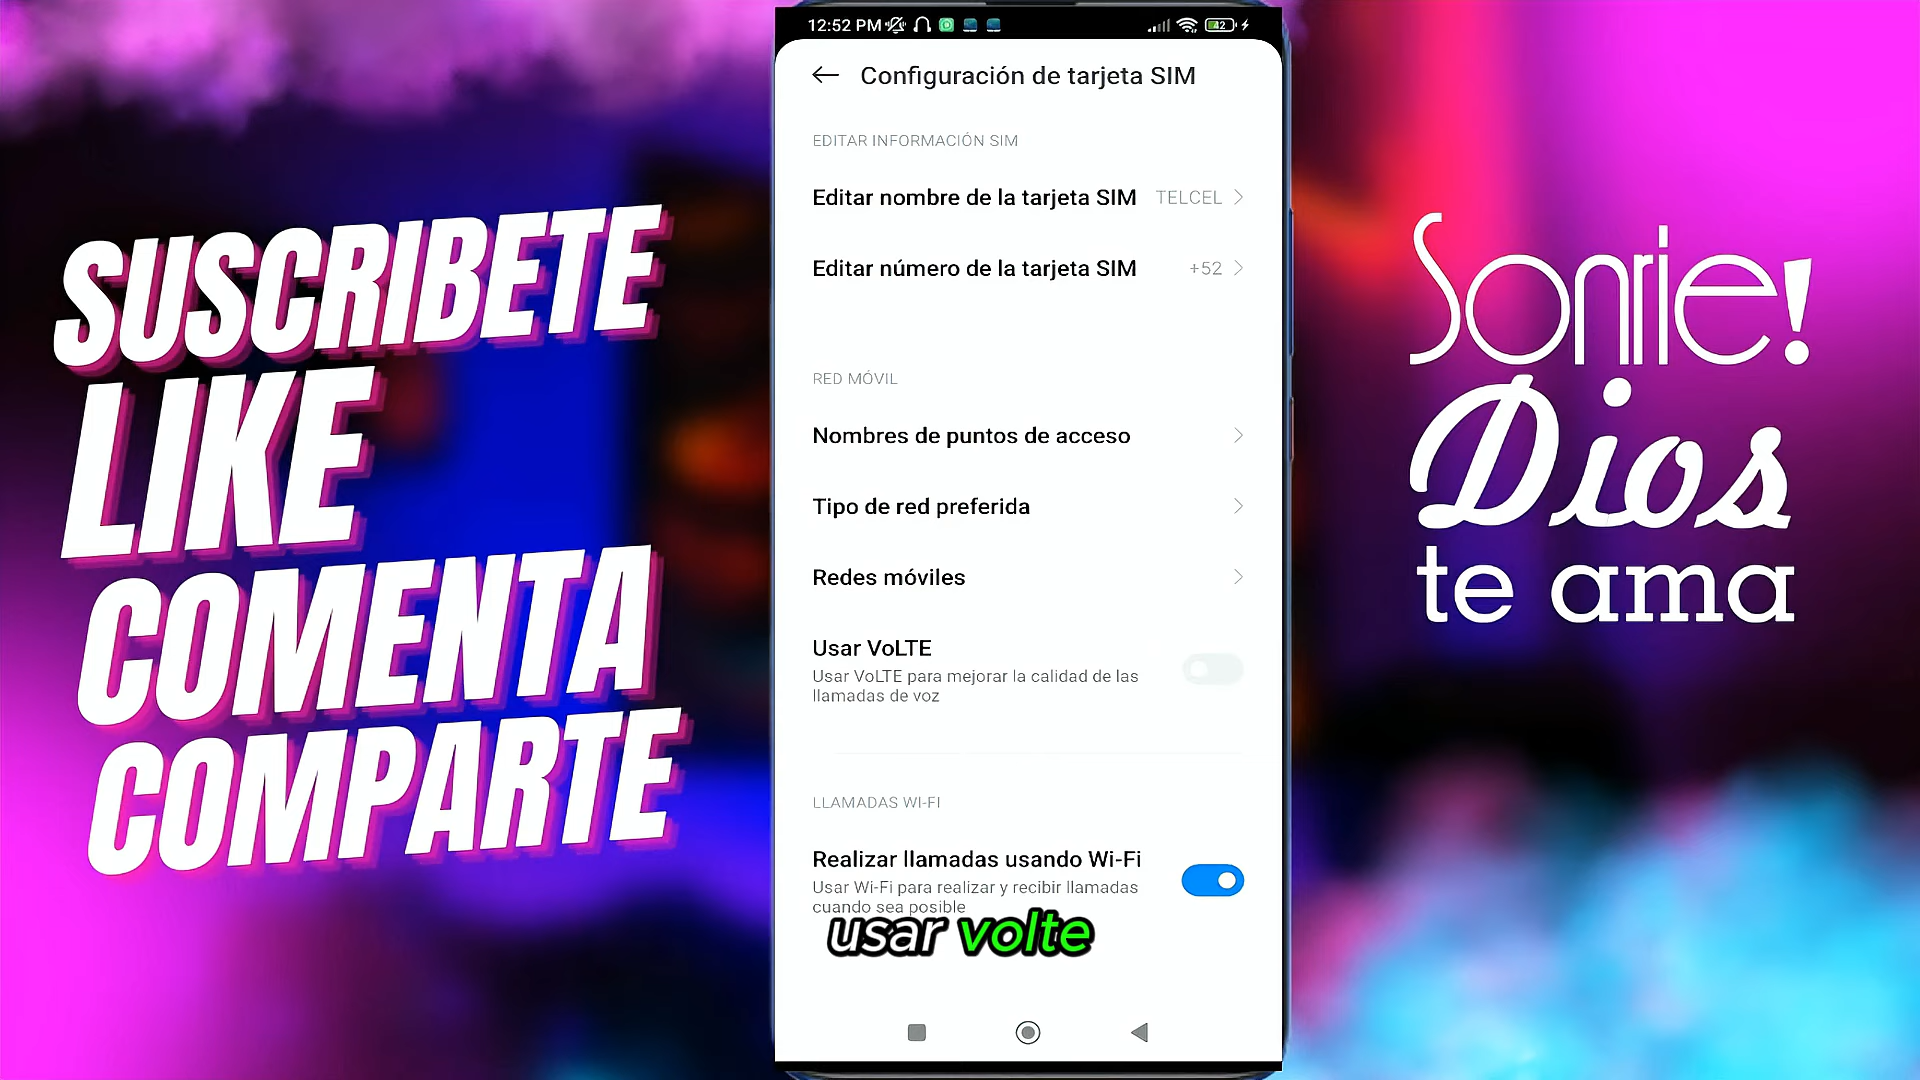 SUSCRIBETE
LIKE
COMENTA
COMPARTE
12:52 PM
42
Configuración de tarjeta SIM
EDITAR INFORMACIÓN SIM
Editar nombre de la tarjeta SIM TELCEL
Editar número de la tarjeta SIM +52
RED MÓVIL
Nombres de puntos de acceso
Tipo de red preferida
Redes móviles
Usar VoLTE
Usar VoLTE para mejorar la calidad de las
llamadas de voz
LLAMADAS WI-FI
Realizar llamadas usando Wi-Fi
Usar Wi-Fi para realizar y recibir llamadas
cuando sea posible
usar volte
Sonrie!
Dios
te ama